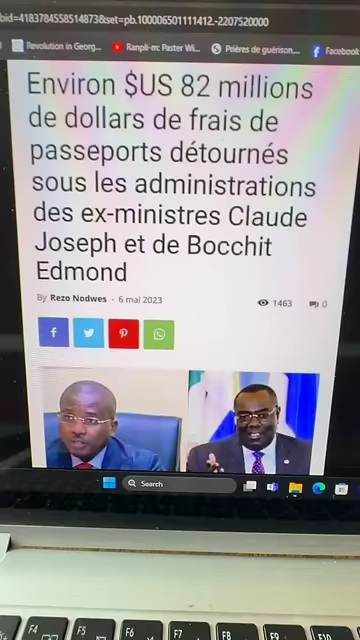 bid=4183784558514873&set=pb.100006501111412.-2207520000
Revolution in Georg... Ranpli-m: Paster Wi... Prières de guérison,... Facebook
Environ $US 82 millions
de dollars de frais de
passeports détournés
sous les administrations
des ex-ministres Claude
Joseph et de Bocchit
Edmond
By Rezo Nodwes - 6 mai 2023 1463 0
Search
F4 F5 F6 F7 F8 F9 F10